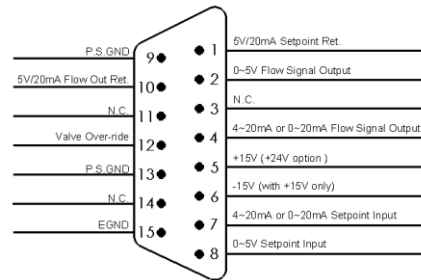 P.S.GND
9
5V/20mA Flow Out Ret.
10
N.C.
11
Valve Over-ride
12
P.S.GND
13
N.C.
14
EGND
15
1
5V/20mA Setpoint Ret.
2
0~5V Flow Signal Output
3
N.C.
4
4~20mA or 0~20mA Flow Signal Output
5
+15V (+24V option )
6
-15V (with +15V only)
7
4~20mA or 0~20mA Setpoint Input
8
0~5V Setpoint Input